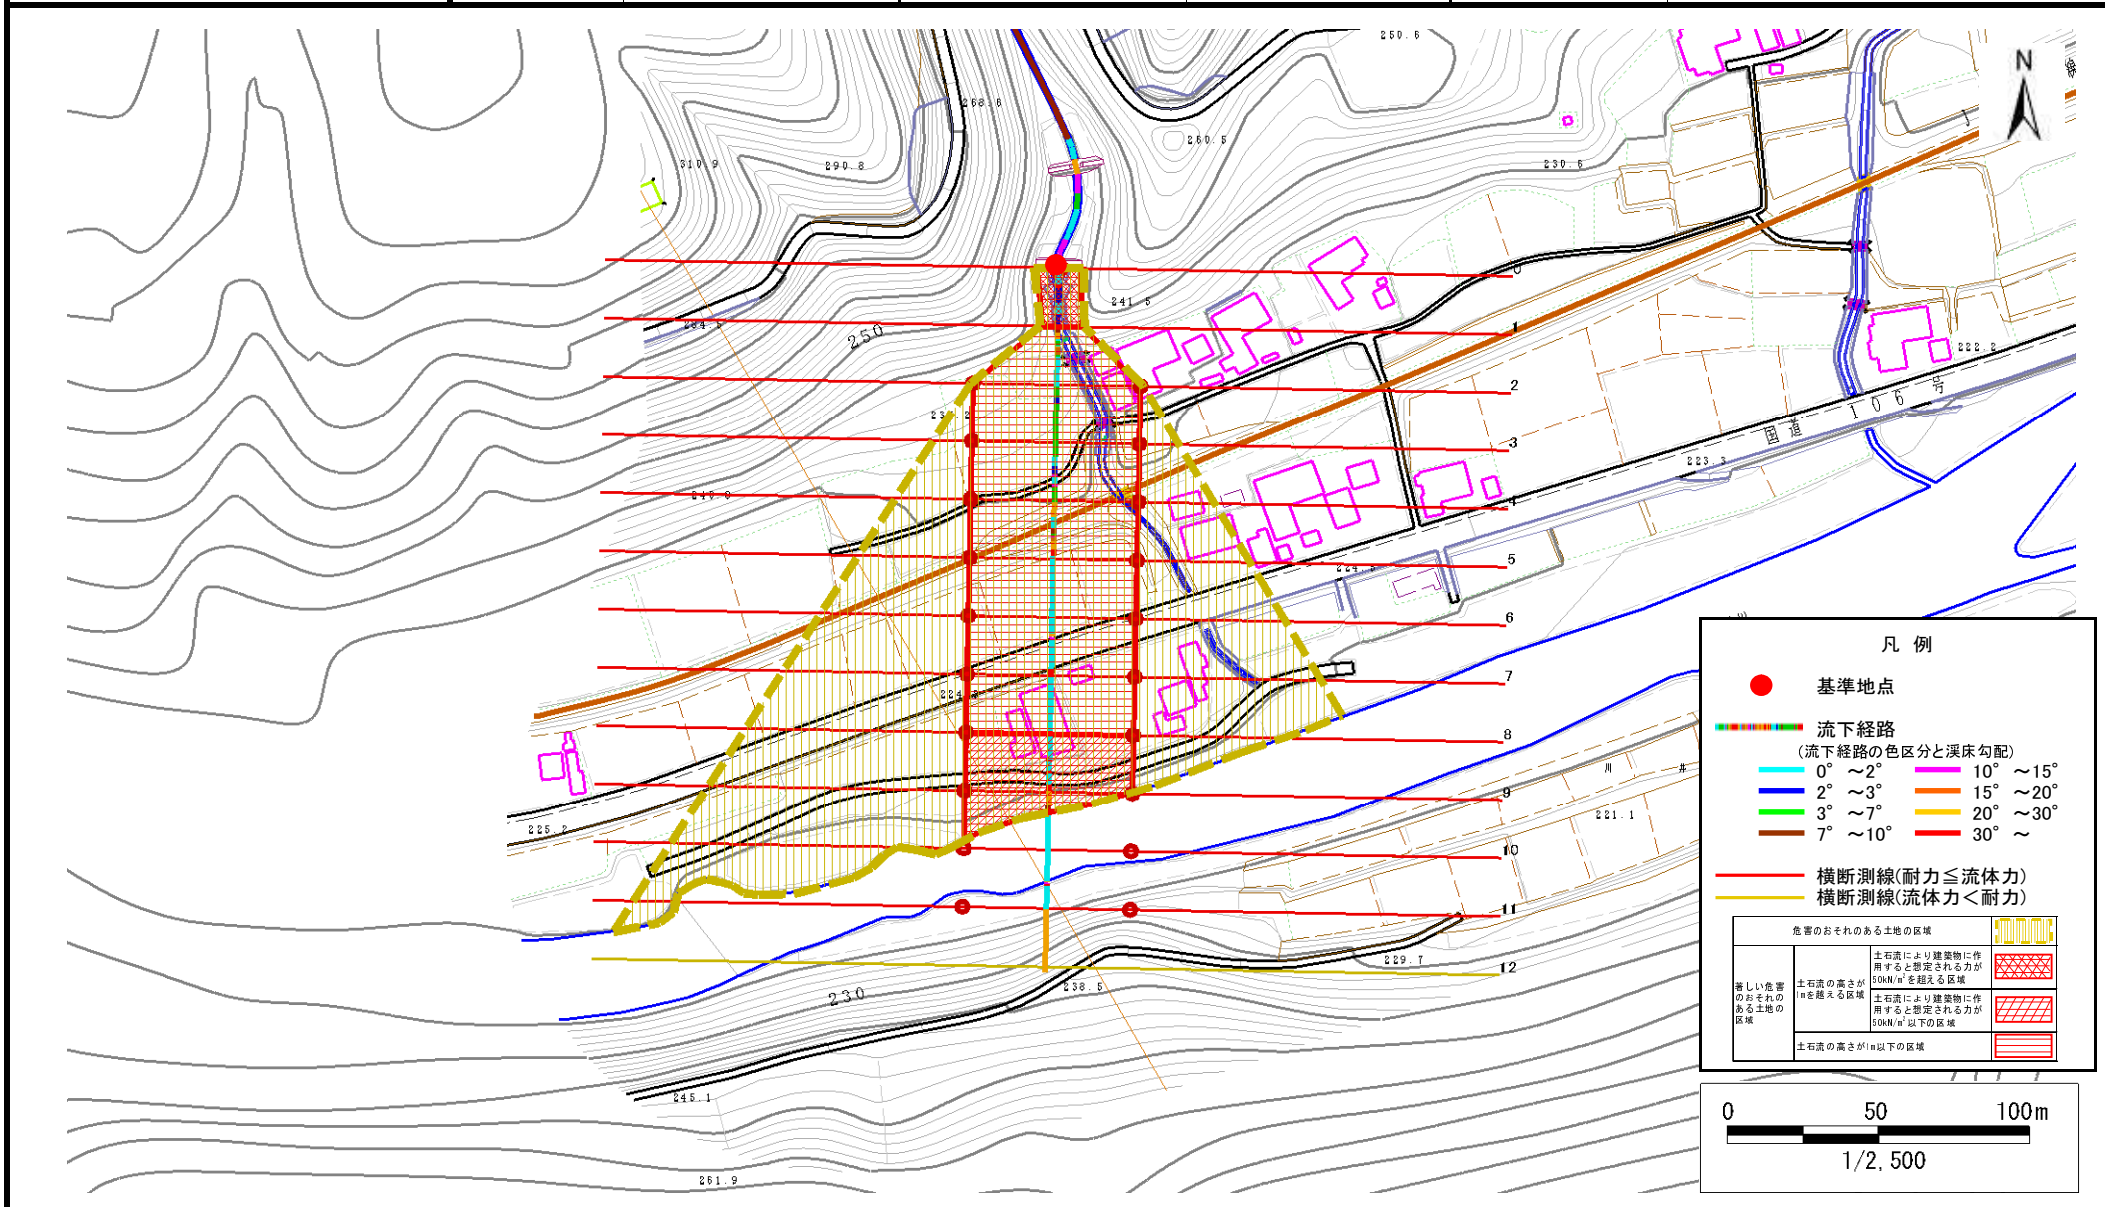 250.6
N
268.6
310.9
290.8
260.5
230.6
0
241.5
264.5
250
1
222.2
2
106号
国道
3
223.3
240.0
4
5
224.5
6
7
224.3
8
9
225.2
川
井
221.1
10
11
229.7
12
230
238.5
245.1
261.9
凡 例
基準地点
流下経路
(流下経路の色区分と渓床勾配)
0° ~2°
10° ~15°
2° ~3°
15° ~20°
3° ~7°
20° ~30°
7° ~10°
30° ~
横断測線(耐力≦流体力)
横断測線(流体力<耐力)
危害のおそれのある土地の区域
著しい危害
のおそれの
ある土地の
区域
土石流の高さが
1mを越える区域
土石流により建築物に作
用すると想定される力が
50kN/㎡を超える区域
土石流により建築物に作
用すると想定される力が
50kN/㎡以下の区域
土石流の高さが1m以下の区域
0 50 100m
1/2,500